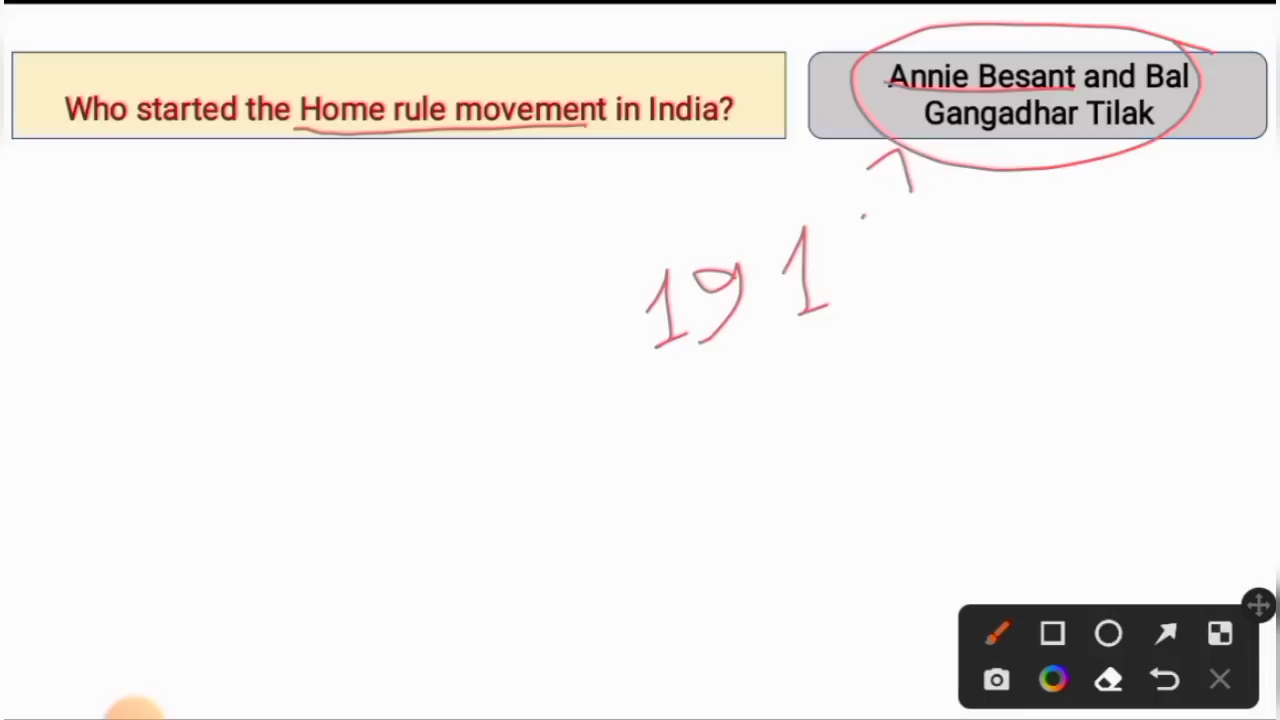 Who started the Home rule movement in India?
Annie Besant and Bal
Gangadhar Tilak
191